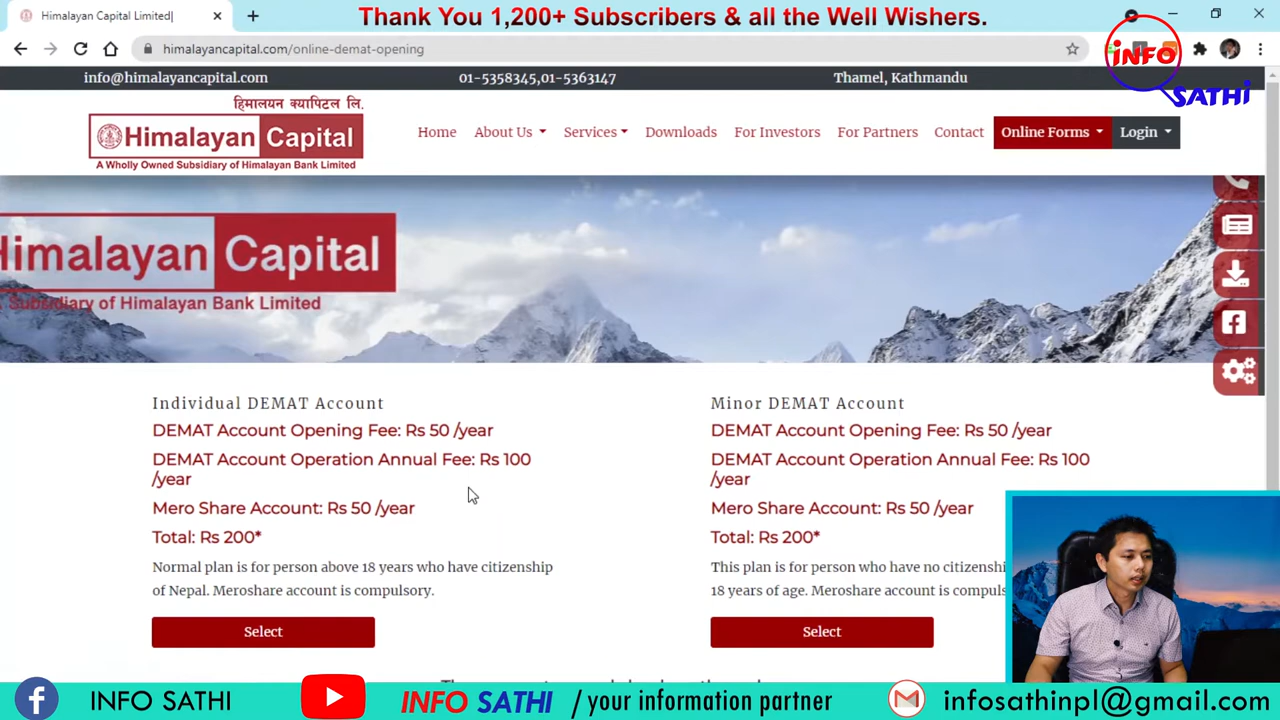 Himalayan Capital Limited
Thank You 1,200+ Subscribers & all the Well Wishers.
himalayancapital.com/online-demat-opening
INFO
SATHi
info@himalayancapital.com
01-5358345,01-5363147
Thamel, Kathmandu
हिमालयन क्यापिटल लि.
Himalayan Capital
A Wholly Owned Subsidiary of Himalayan Bank Limited
Home
About Us
Services
Downloads
For Investors
For Partners
Contact
Online Forms
Login
Himalayan Capital
Subsidiary of Himalayan Bank Limited
Individual DEMAT Account
DEMAT Account Opening Fee: Rs 50 /year
DEMAT Account Operation Annual Fee: Rs 100
/year
Mero Share Account: Rs 50 /year
Total: Rs 200*
Normal plan is for person above 18 years who have citizenship
of Nepal. Meroshare account is compulsory.
Select
Minor DEMAT Account
DEMAT Account Opening Fee: Rs 50 /year
DEMAT Account Operation Annual Fee: Rs 100
/year
Mero Share Account: Rs 50 /year
Total: Rs 200*
This plan is for person who have no citizenshi
18 years of age. Meroshare account is compuls
Select
INFO SATHI
INFO SATHI / your information partner
infosathinpl@gmail.com